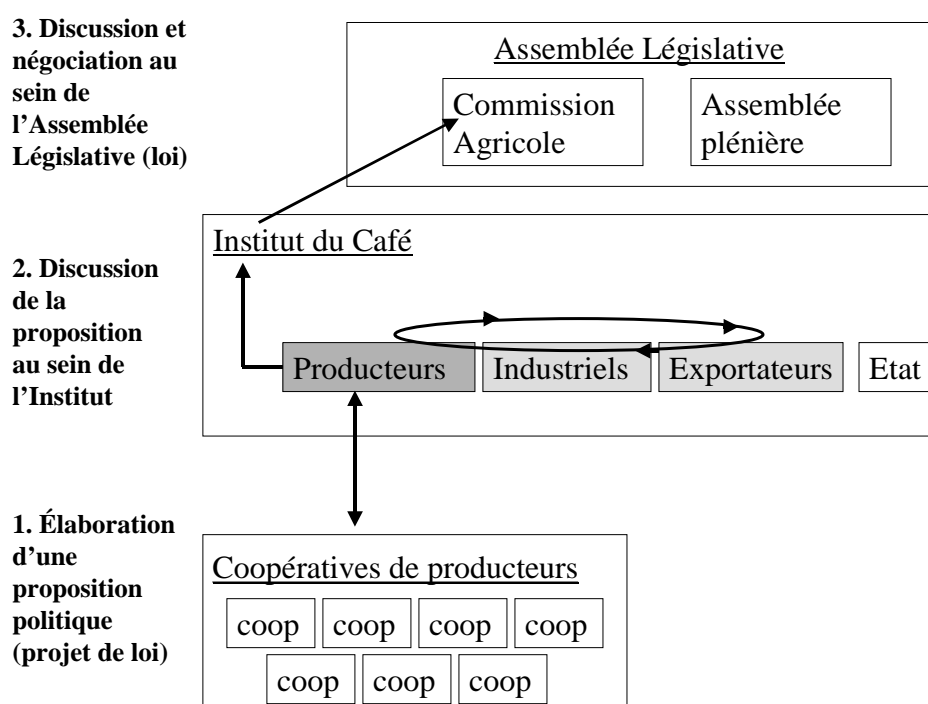 3. Discussion et
négociation au
sein de
l’Assemblée
Législative (loi)
Assemblée Législative
Commission
Agricole
Assemblée
plénière
2. Discussion
de la
proposition
au sein de
l’Institut
Institut du Café
Producteurs
Industriels
Exportateurs
Etat
1. Élaboration
d’une
proposition
politique
(projet de loi)
Coopératives de producteurs
coop coop coop coop
coop coop coop